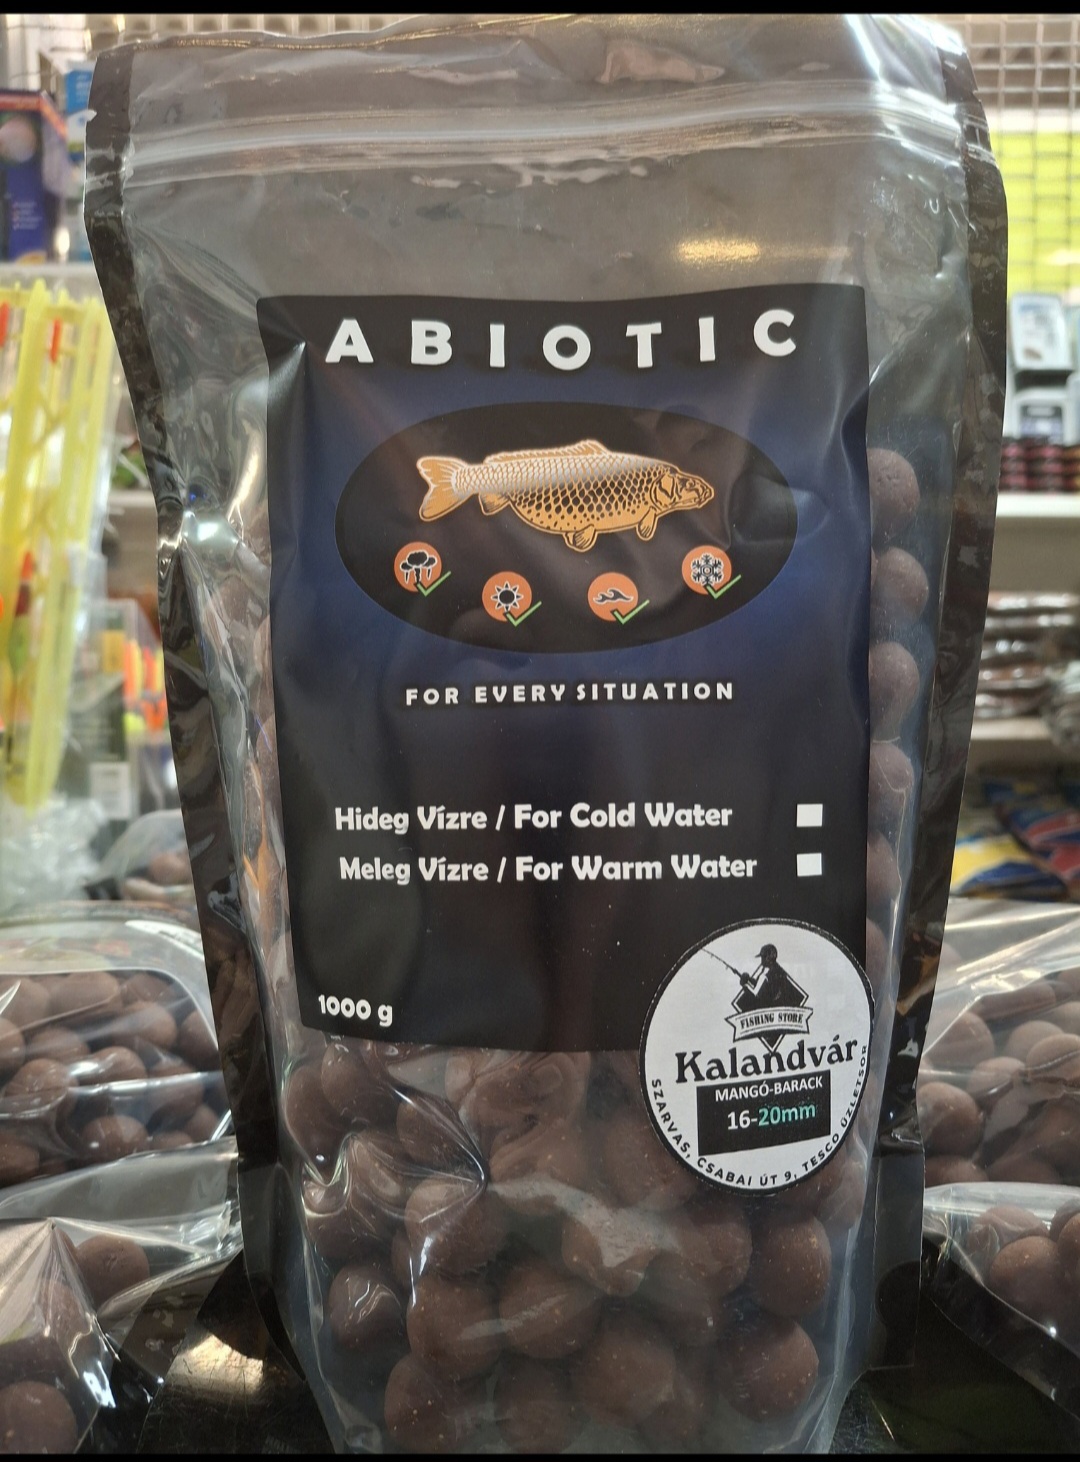 ABIOTIC
FOR EVERY SITUATION
Hideg Vízre / For Cold Water
Meleg Vízre / For Warm Water
1000 g
FISHING STORE
Kalandvár
MANGÓ-BARACK
16-20mm
SZARVAS, CSABAI ÚT 9, TESCO ÜZLETSOR